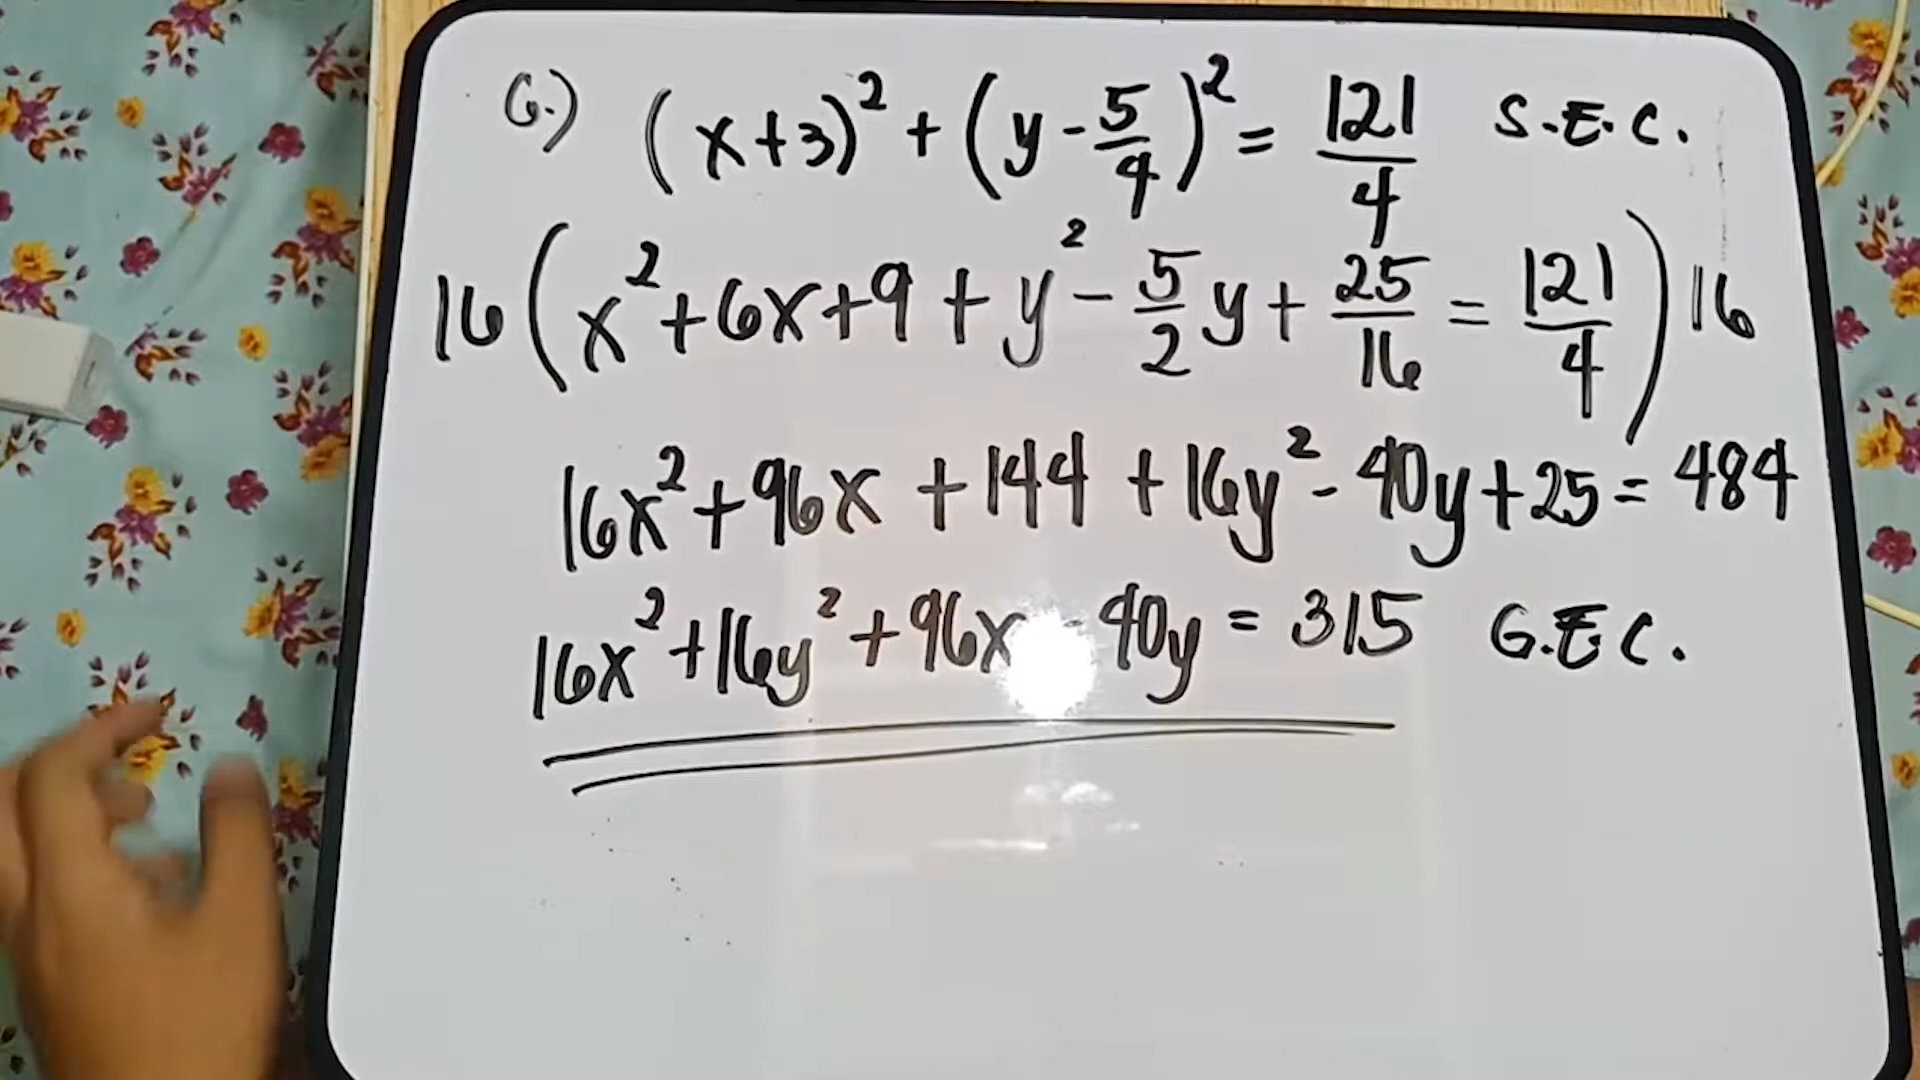 6.) (x+3)² + (y - 5/4)² = 121/4 S.E.C.
16 (x² + 6x + 9 + y² - 5/2 y + 25/16 = 121/4) 16
16x² + 96x + 144 + 16y² - 40y + 25 = 484
16x² + 16y² + 96x - 40y = 315 G.E.C.